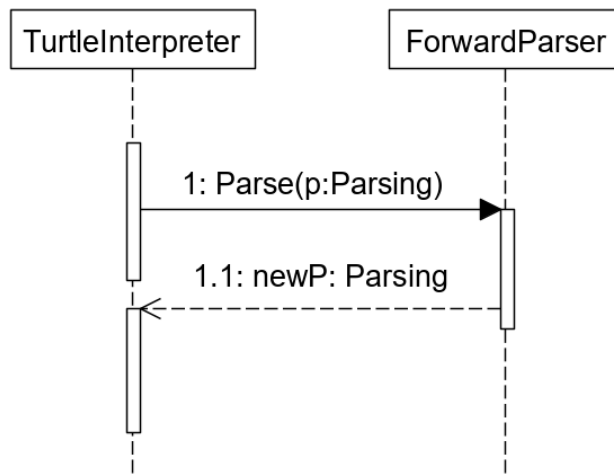 TurtleInterpreter
ForwardParser
1: Parse(p:Parsing)
1.1: newP: Parsing